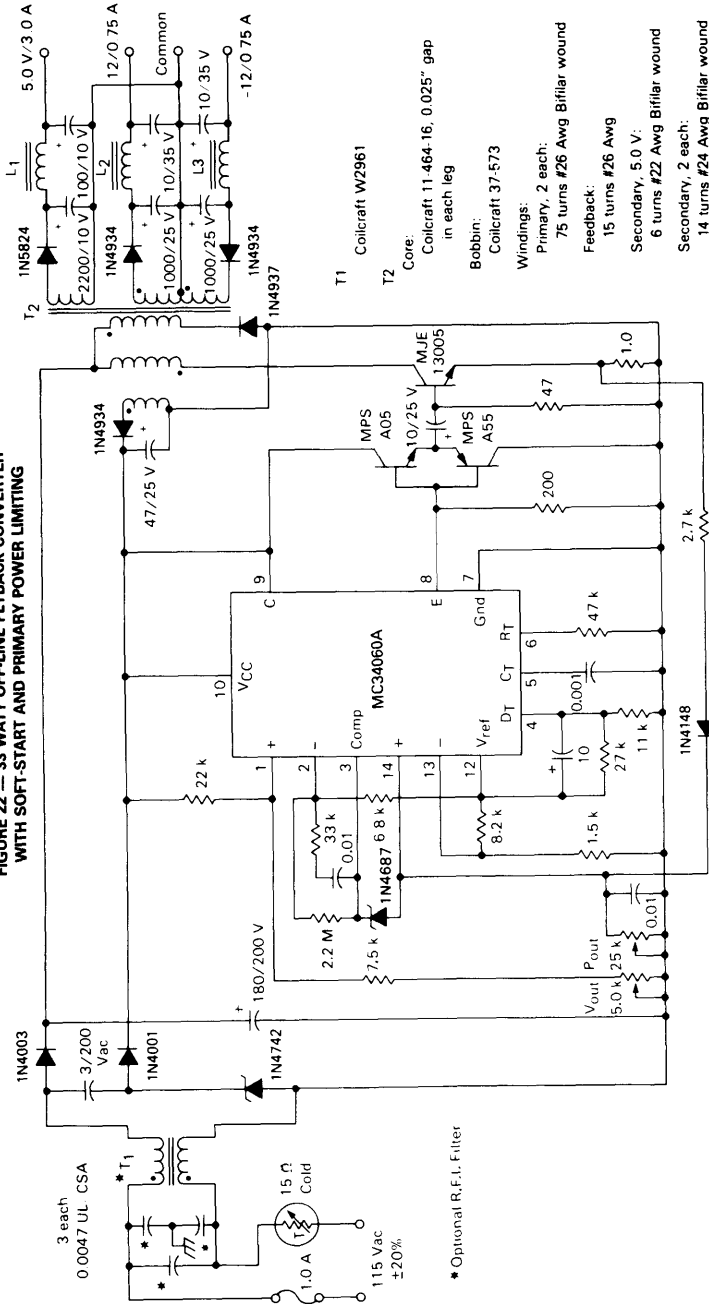 FIGURE 22 — 33 WATT OFF-LINE FLYBACK CONVERTER
WITH SOFT-START AND PRIMARY POWER LIMITING
3 each
0.0047 UL CSA
*
*
*
* T1
1.0 A
115 Vac
±20%
15 Ω
Cold
T
* Optional R.F.I. Filter
1N4003
3/200
Vac
1N4001
1N4742
180/200 V
+
22 k
7.5 k
2.2 M
33 k
0.01
1N4687
6.8 k
8.2 k
1.5 k
Vout
5.0 k
Pout
25 k
0.01
10
+
27 k
11 k
0.001
47 k
1N4148
2.7 k
MC34060A
10
VCC
9
C
8
E
7
Gnd
1
+
2
−
3
Comp
14
+
13
−
12
Vref
DT
4
CT
5
RT
6
200
MPS
A05
MPS
A55
10/25 V
+
47
MJE
13005
1.0
1N4934
+
47/25 V
1N4937
T2
1N5824
L1
5.0 V/3.0 A
+
2200/10 V
+
100/10 V
1N4934
L2
12/0.75 A
+
1000/25 V
+
10/35 V
Common
+
1000/25 V
+
10/35 V
L3
-12/0.75 A
1N4934
T1
Coilcraft W2961
T2
Core:
Coilcraft 11-464-16, 0.025" gap
in each leg
Bobbin:
Coilcraft 37-573
Windings:
Primary, 2 each:
75 turns #26 Awg Bifilar wound
Feedback:
15 turns #26 Awg
Secondary, 5.0 V:
6 turns #22 Awg Bifilar wound
Secondary, 2 each:
14 turns #24 Awg Bifilar wound